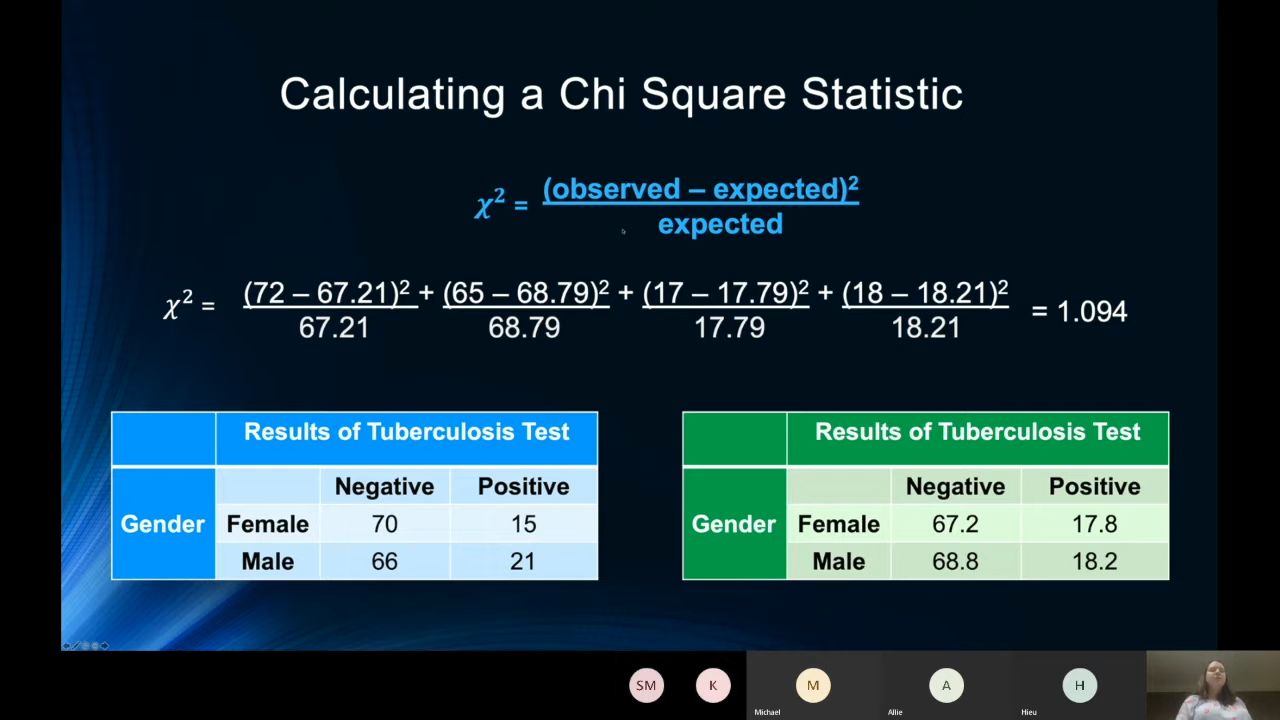 Calculating a Chi Square Statistic
χ² = (observed – expected)²
expected
χ² = (72 – 67.21)² + (65 – 68.79)² + (17 – 17.79)² + (18 – 18.21)² = 1.094
67.21 68.79 17.79 18.21
Results of Tuberculosis Test
Negative Positive
Gender Female 70 15
Male 66 21
Results of Tuberculosis Test
Negative Positive
Gender Female 67.2 17.8
Male 68.8 18.2
SM K M A H
Michael Allie Hieu